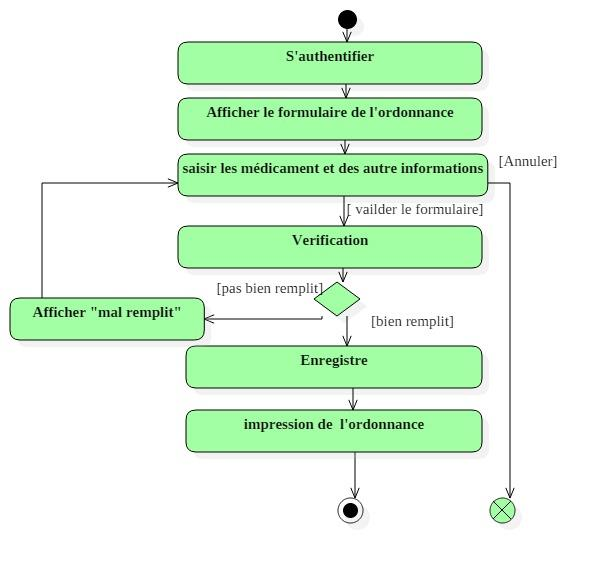 S'authentifier
Afficher le formulaire de l'ordonnance
saisir les médicament et des autre informations
[Annuler]
[ vailder le formulaire]
Verification
[pas bien remplit]
Afficher "mal remplit"
[bien remplit]
Enregistre
impression de  l'ordonnance